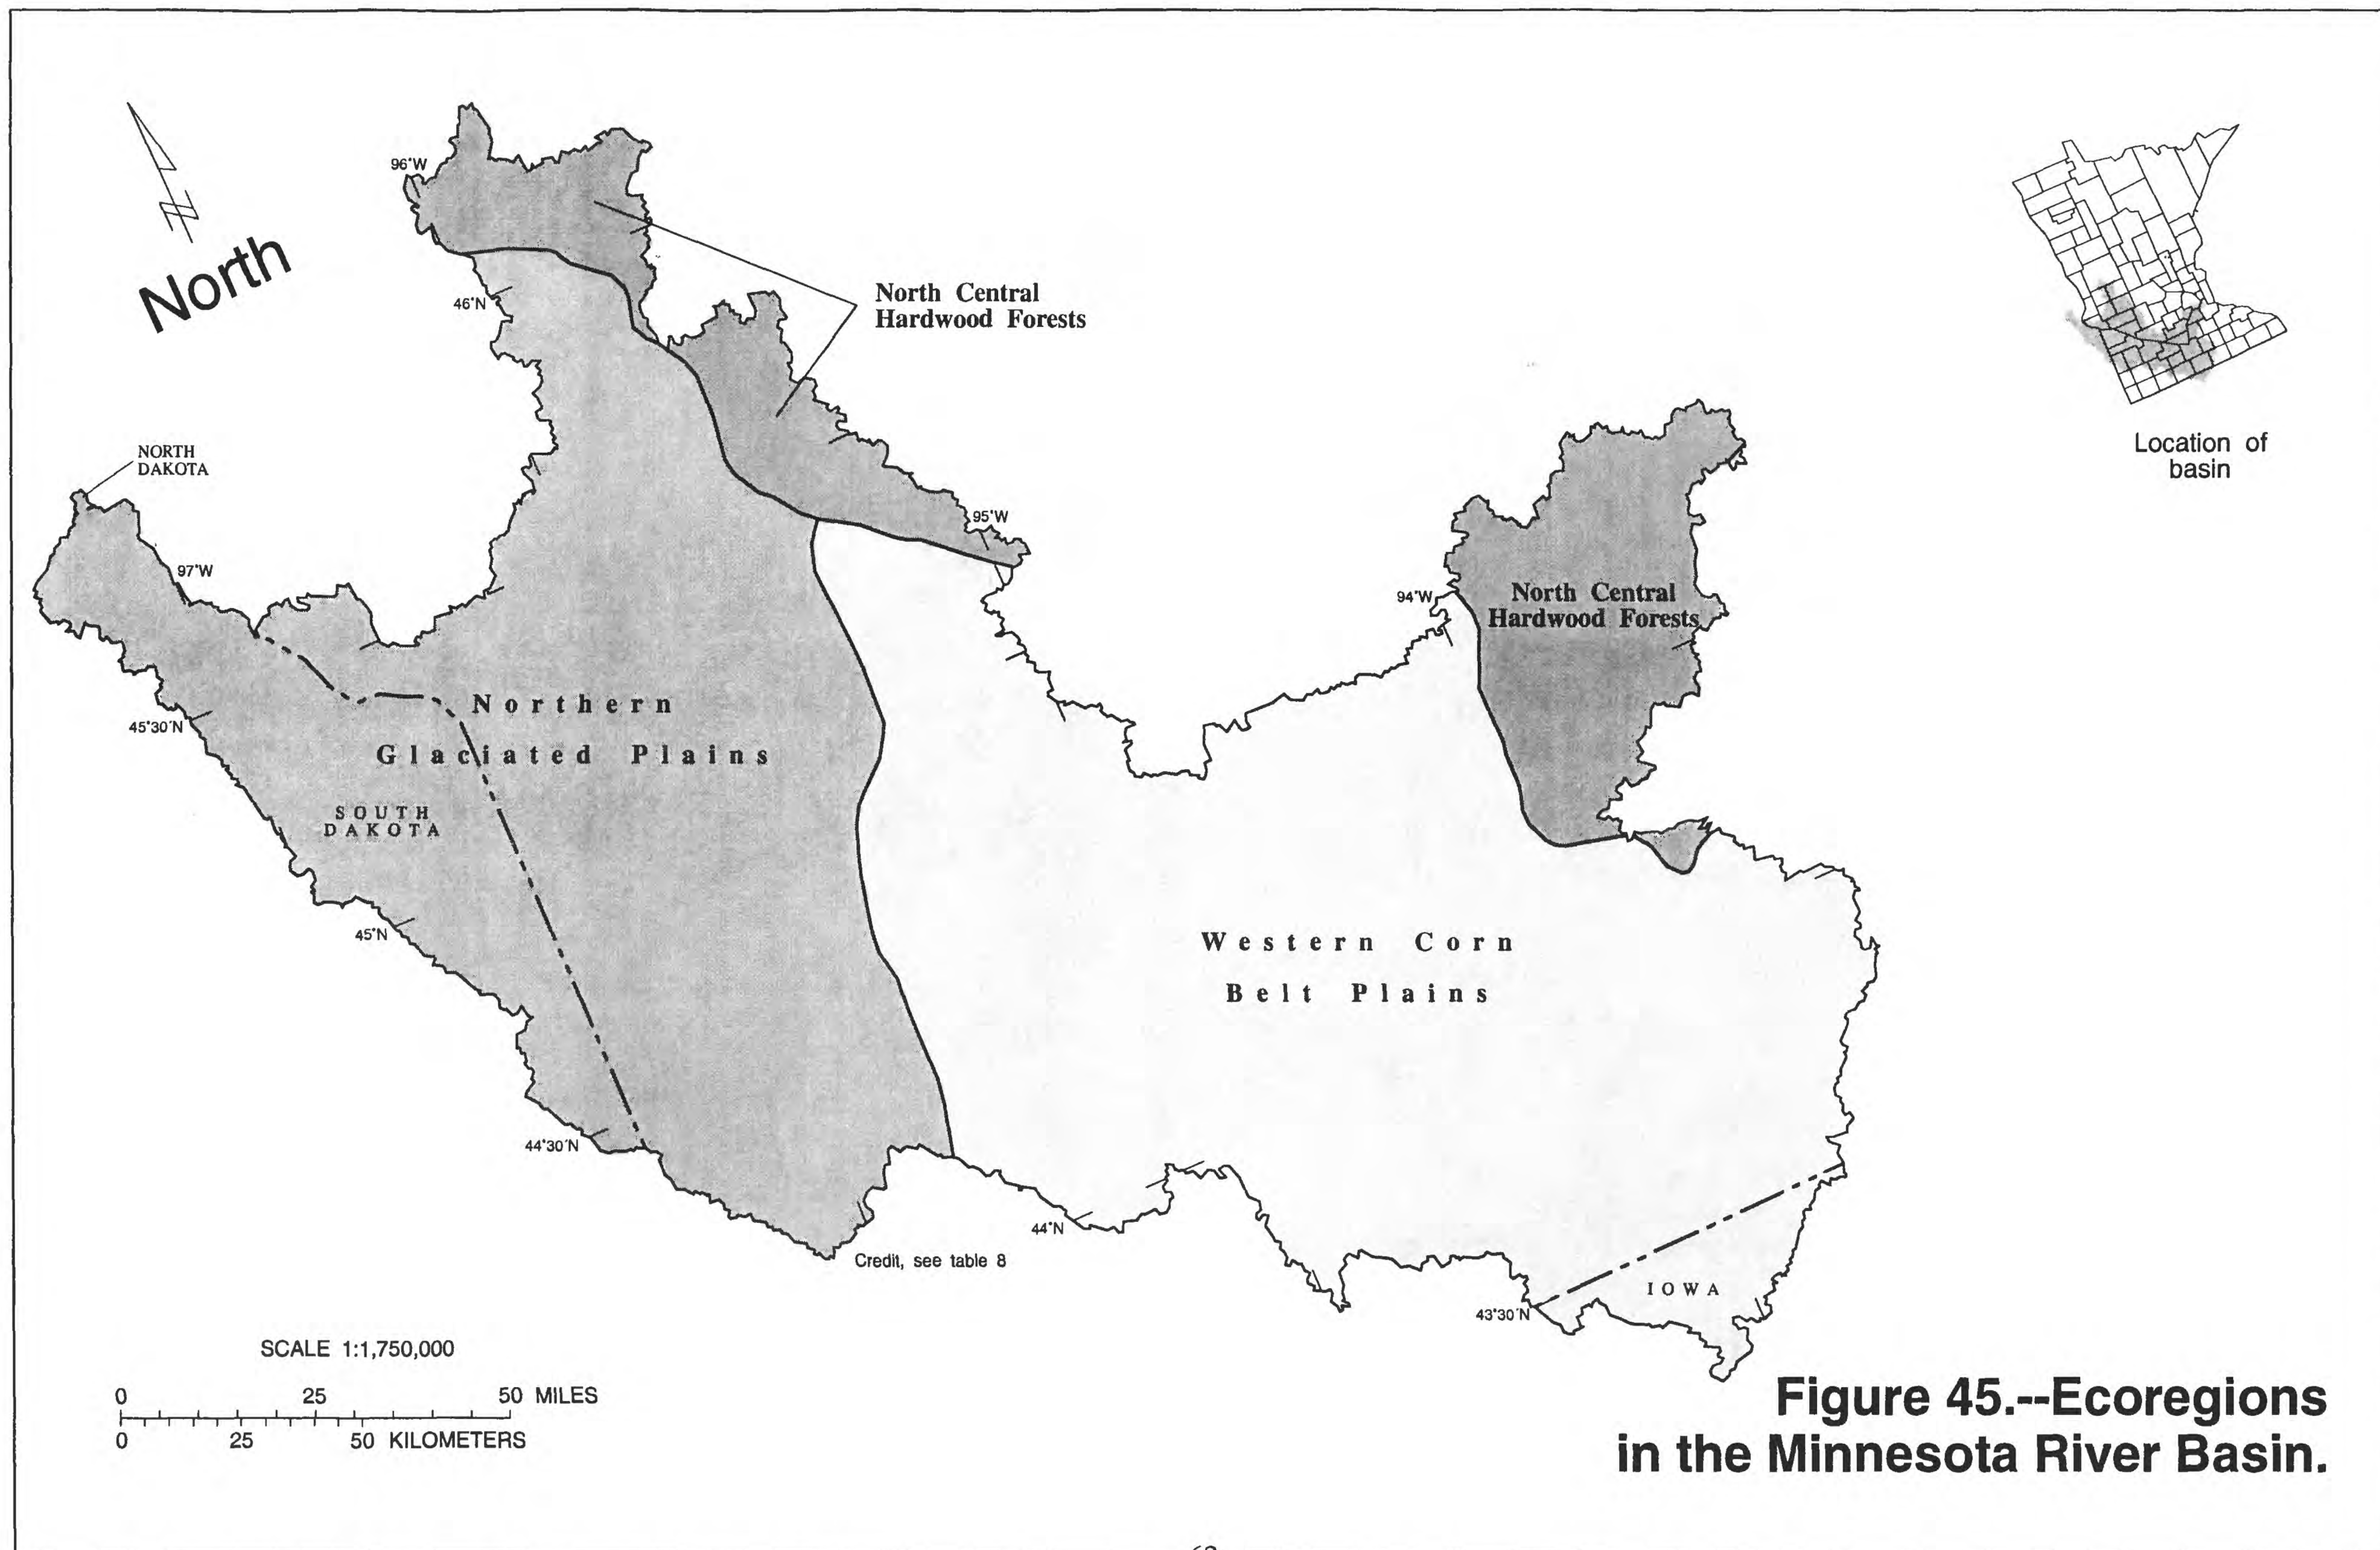 North
96°W
46°N
North Central
Hardwood Forests
Location of
basin
NORTH
DAKOTA
97°W
95°W
94°W
North Central
Hardwood Forests
45°30'N
Northern
Glaciated Plains
SOUTH
DAKOTA
45°N
Western Corn
Belt Plains
44°30'N
44°N
Credit, see table 8
43°30'N
IOWA
SCALE 1:1,750,000
0 25 50 MILES
0 25 50 KILOMETERS
Figure 45.--Ecoregions
in the Minnesota River Basin.